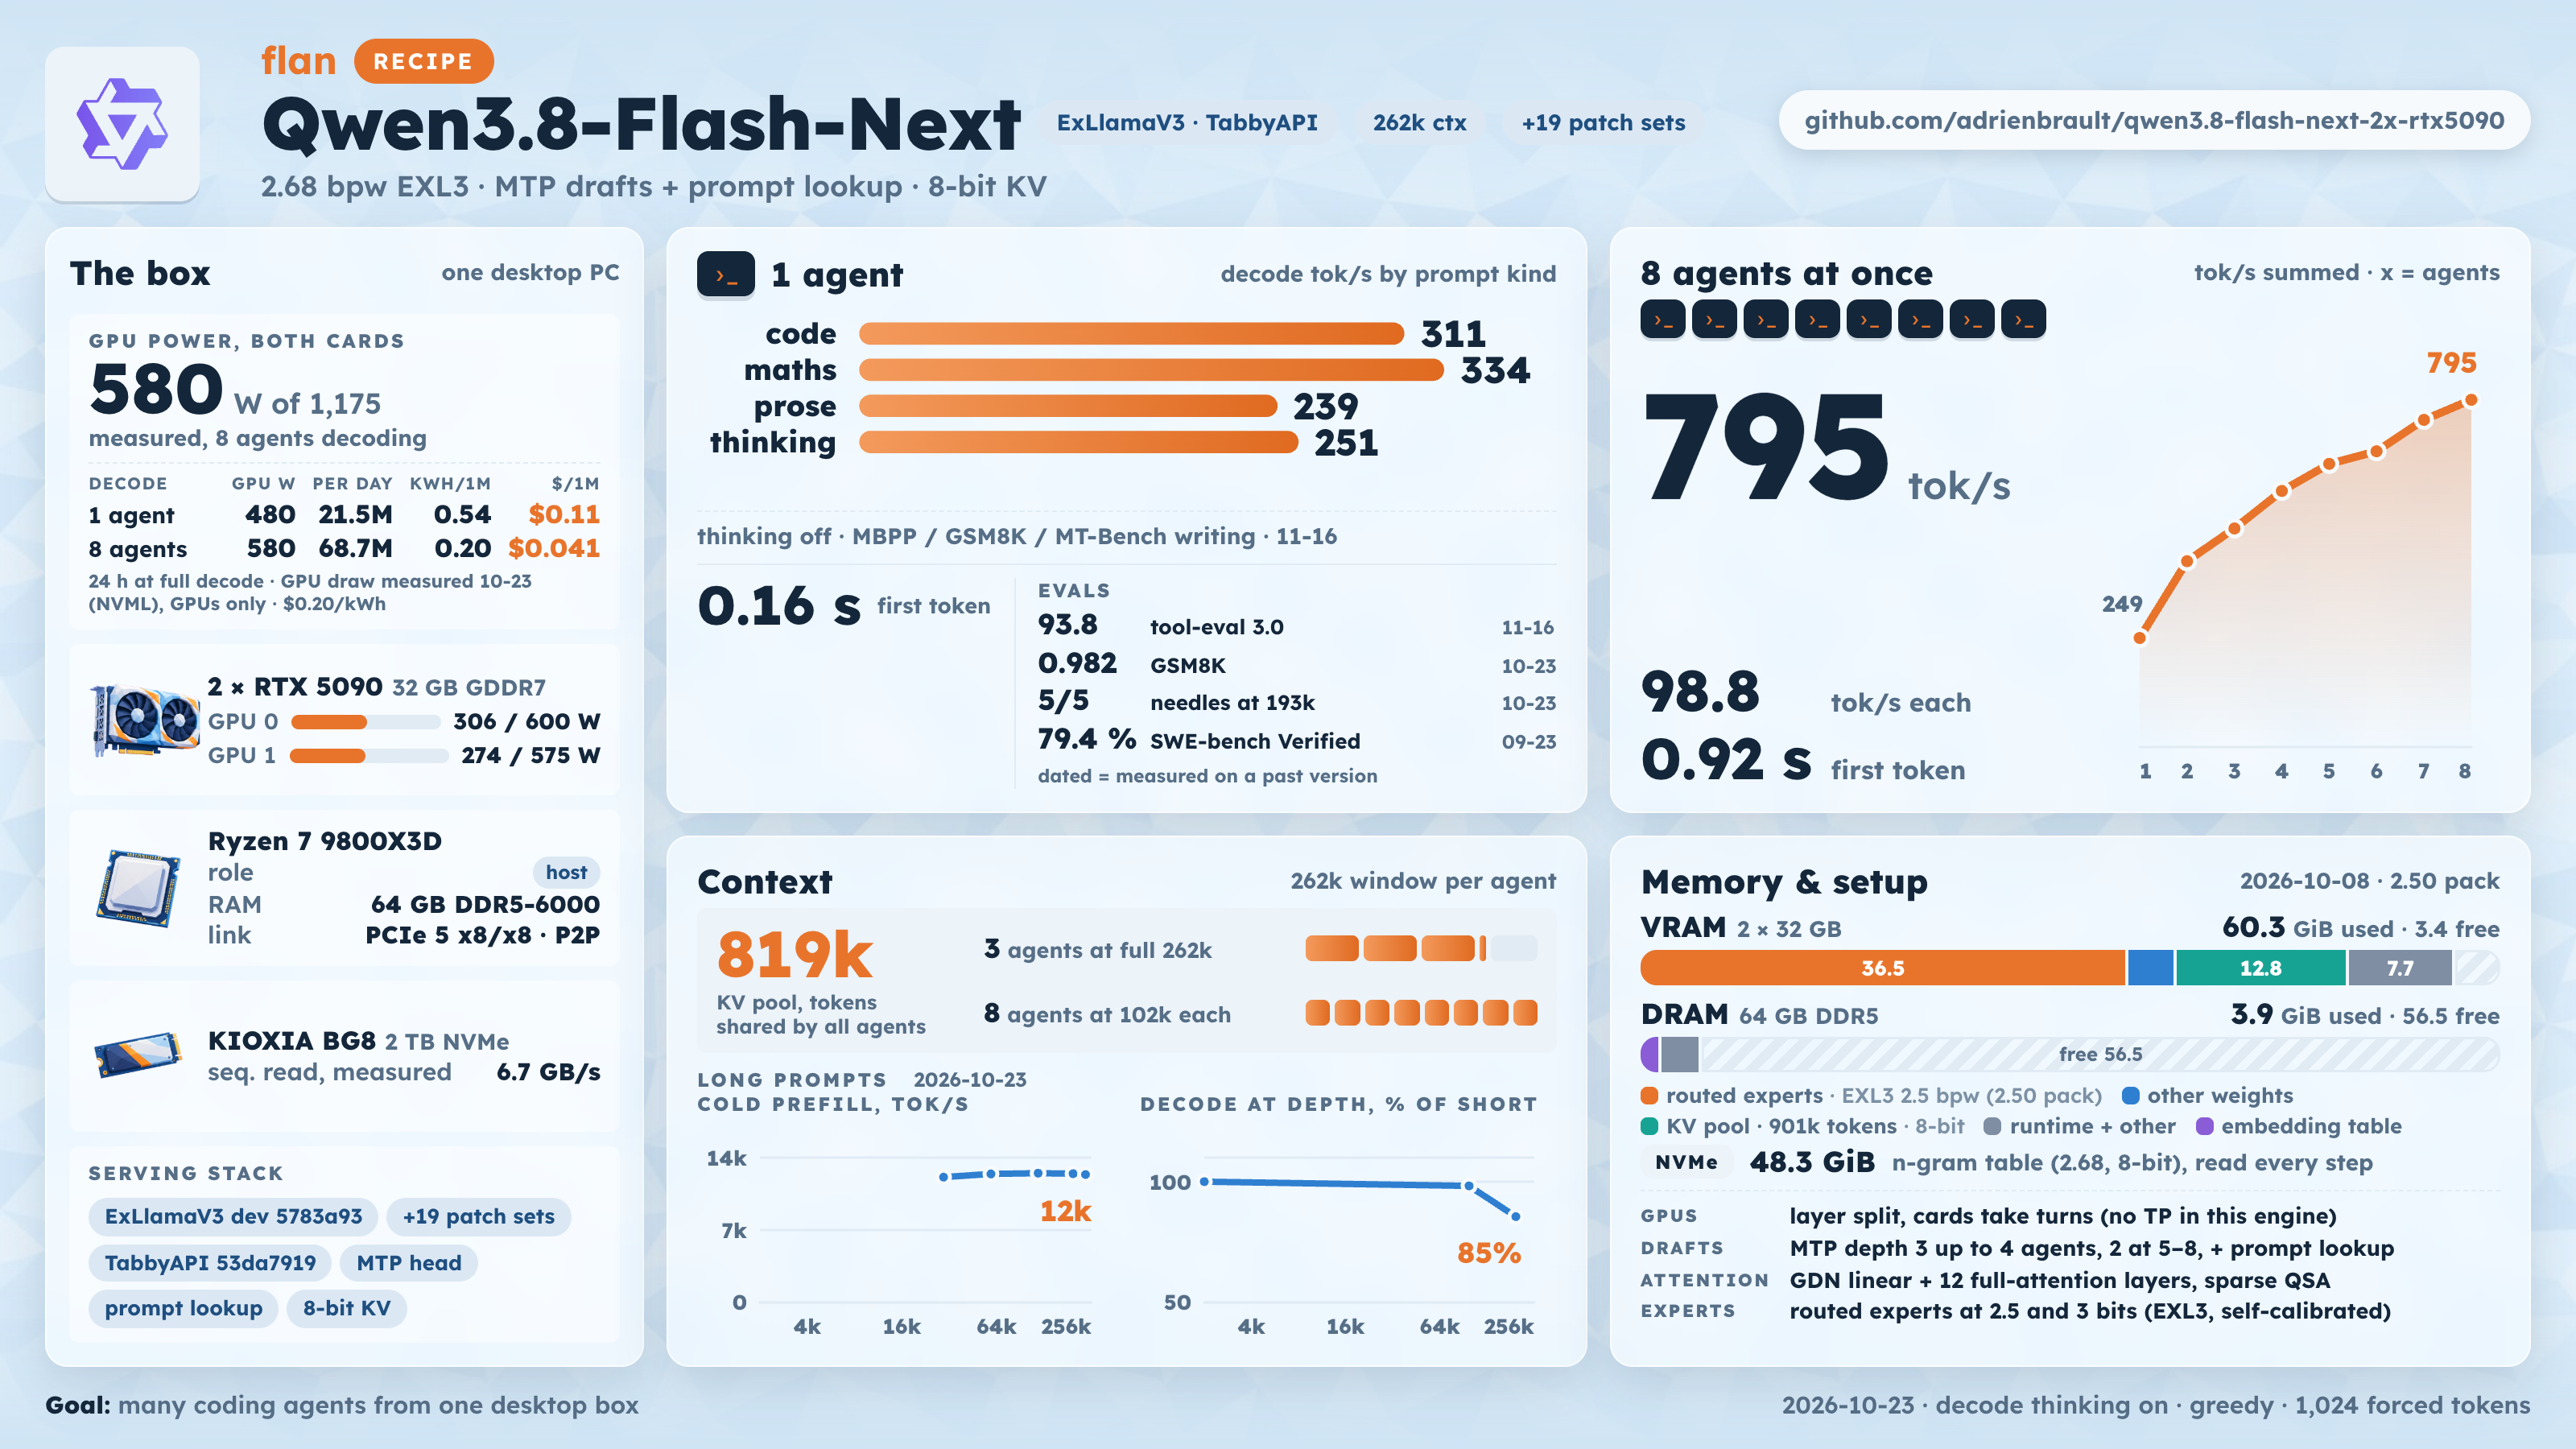 flan RECIPE
Qwen3.8-Flash-Next ExLlamaV3 · TabbyAPI 262k ctx +19 patch sets
github.com/adrienbrault/qwen3.8-flash-next-2x-rtx5090
2.68 bpw EXL3 · MTP drafts + prompt lookup · 8-bit KV
The box one desktop PC
GPU POWER, BOTH CARDS
580 W of 1,175
measured, 8 agents decoding
DECODE GPU W PER DAY KWH/1M $/1M
1 agent 480 21.5M 0.54 $0.11
8 agents 580 68.7M 0.20 $0.041
24 h at full decode · GPU draw measured 10-23
(NVML), GPUs only · $0.20/kWh
2 × RTX 5090 32 GB GDDR7
GPU 0 306 / 600 W
GPU 1 274 / 575 W
Ryzen 7 9800X3D
role host
RAM 64 GB DDR5-6000
link PCIe 5 x8/x8 · P2P
KIOXIA BG8 2 TB NVMe
seq. read, measured 6.7 GB/s
SERVING STACK
ExLlamaV3 dev 5783a93 +19 patch sets
TabbyAPI 53da7919 MTP head
prompt lookup 8-bit KV
›_ 1 agent decode tok/s by prompt kind
code 311
maths 334
prose 239
thinking 251
thinking off · MBPP / GSM8K / MT-Bench writing · 11-16
0.16 s first token
EVALS
93.8 tool-eval 3.0 11-16
0.982 GSM8K 10-23
5/5 needles at 193k 10-23
79.4 % SWE-bench Verified 09-23
dated = measured on a past version
8 agents at once tok/s summed · x = agents
›_ ›_ ›_ ›_ ›_ ›_ ›_ ›_
795 tok/s
98.8 tok/s each
0.92 s first token
795
249
1 2 3 4 5 6 7 8
Context 262k window per agent
819k
KV pool, tokens
shared by all agents
3 agents at full 262k
8 agents at 102k each
LONG PROMPTS 2026-10-23
COLD PREFILL, TOK/S
14k
7k
0
12k
4k 16k 64k 256k
DECODE AT DEPTH, % OF SHORT
100
50
85%
4k 16k 64k 256k
Memory & setup 2026-10-08 · 2.50 pack
VRAM 2 × 32 GB 60.3 GiB used · 3.4 free
36.5 12.8 7.7
DRAM 64 GB DDR5 3.9 GiB used · 56.5 free
free 56.5
routed experts · EXL3 2.5 bpw (2.50 pack) other weights
KV pool · 901k tokens · 8-bit runtime + other embedding table
NVMe 48.3 GiB n-gram table (2.68, 8-bit), read every step
GPUS layer split, cards take turns (no TP in this engine)
DRAFTS MTP depth 3 up to 4 agents, 2 at 5–8, + prompt lookup
ATTENTION GDN linear + 12 full-attention layers, sparse QSA
EXPERTS routed experts at 2.5 and 3 bits (EXL3, self-calibrated)
Goal: many coding agents from one desktop box
2026-10-23 · decode thinking on · greedy · 1,024 forced tokens